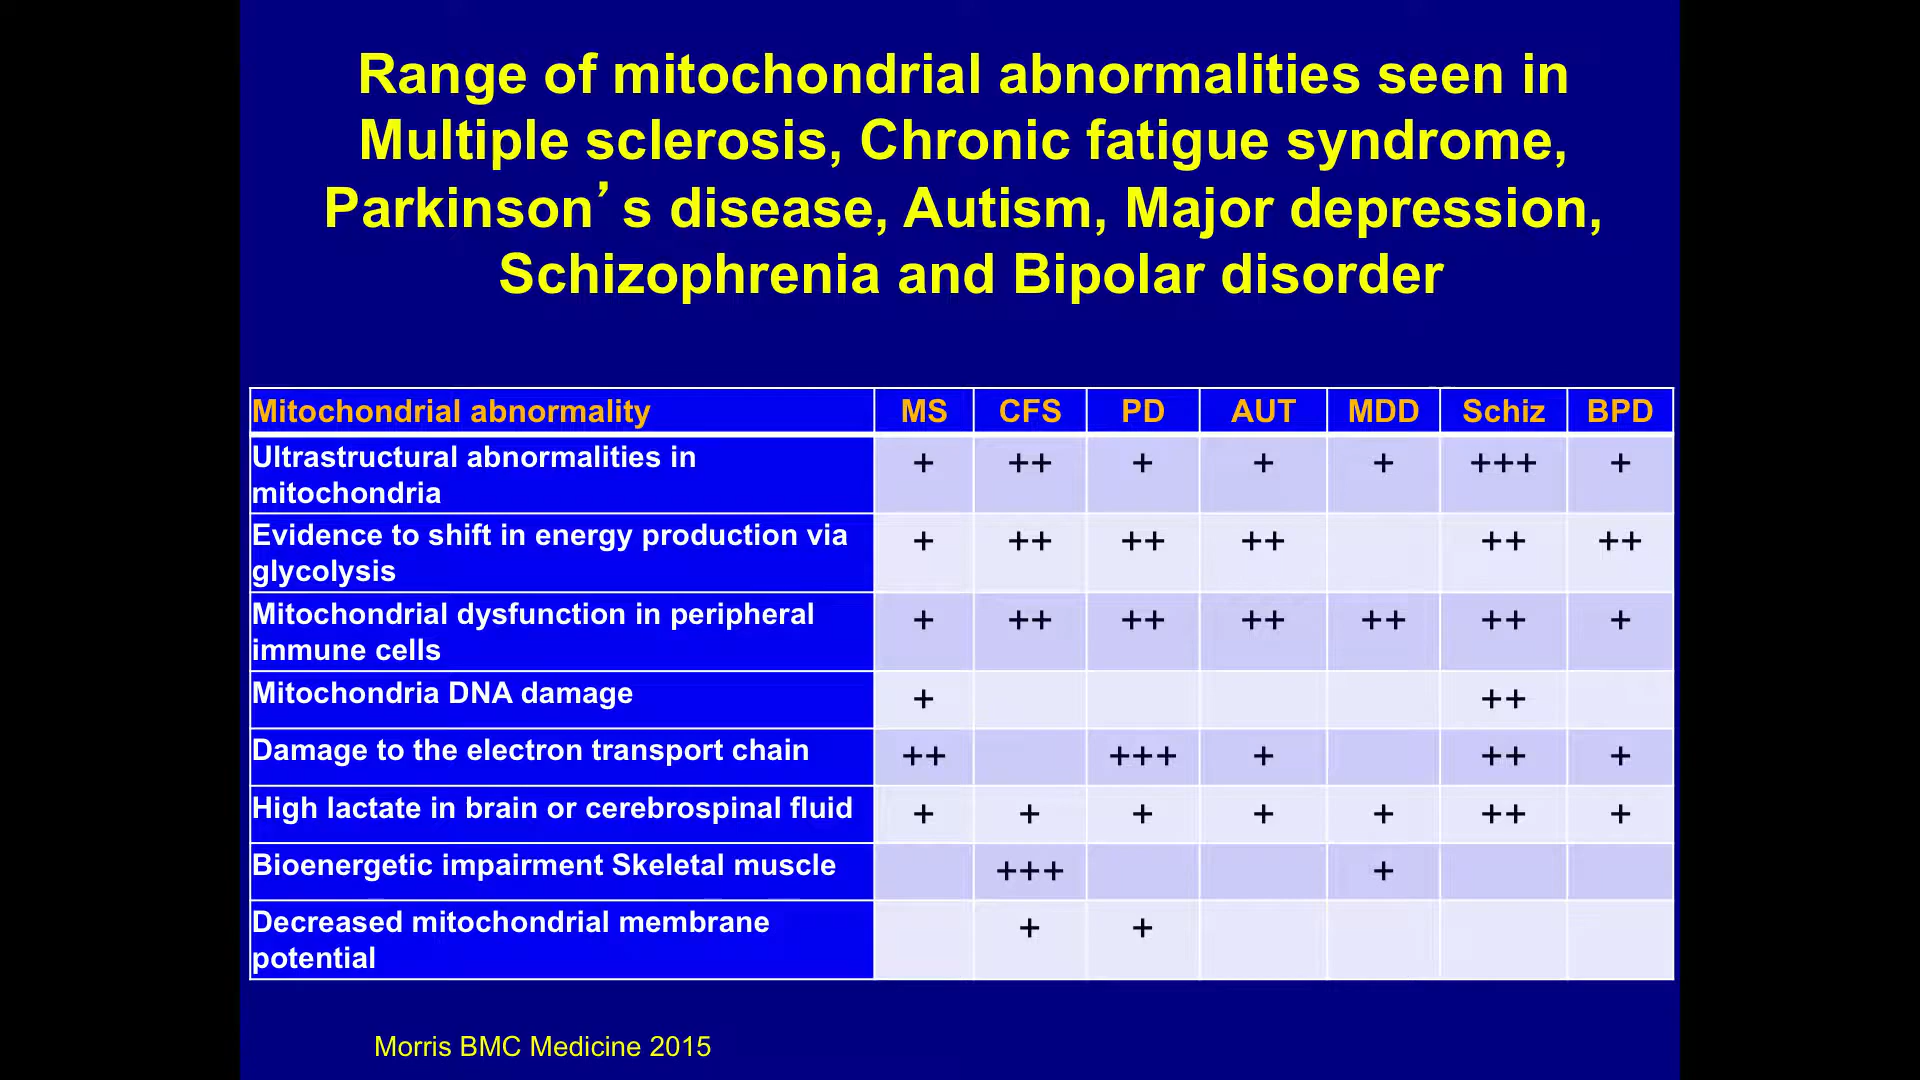 Range of mitochondrial abnormalities seen in
Multiple sclerosis, Chronic fatigue syndrome,
Parkinson’s disease, Autism, Major depression,
Schizophrenia and Bipolar disorder
Mitochondrial abnormality MS CFS PD AUT MDD Schiz BPD
Ultrastructural abnormalities in + ++ + + + +++ +
mitochondria
Evidence to shift in energy production via + ++ ++ ++ ++ ++
glycolysis
Mitochondrial dysfunction in peripheral + ++ ++ ++ ++ ++ +
immune cells
Mitochondria DNA damage + ++
Damage to the electron transport chain ++ +++ + ++ +
High lactate in brain or cerebrospinal fluid + + + + + ++ +
Bioenergetic impairment Skeletal muscle +++ +
Decreased mitochondrial membrane + +
potential
Morris BMC Medicine 2015